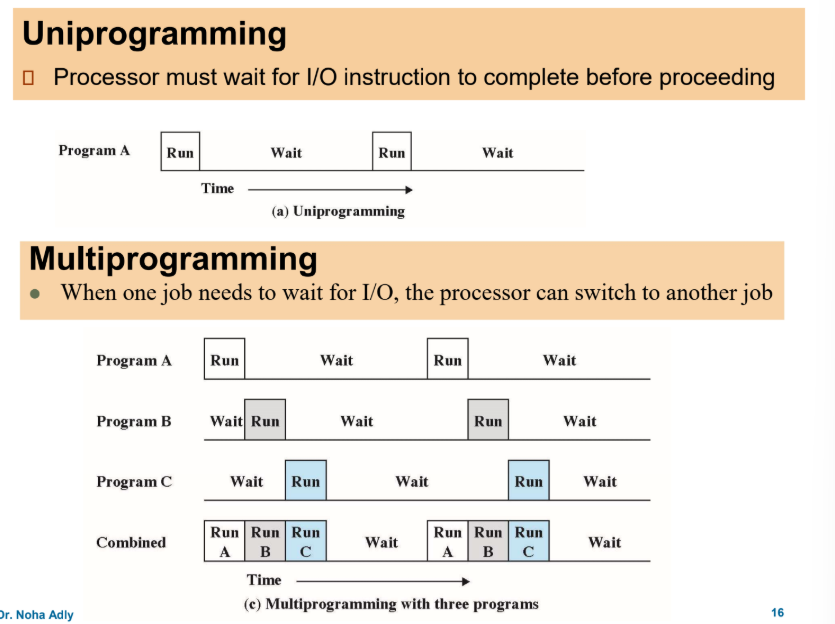 Uniprogramming
Processor must wait for I/O instruction to complete before proceeding
Program A Run Wait Run Wait
Time
(a) Uniprogramming
Multiprogramming
When one job needs to wait for I/O, the processor can switch to another job
Program A Run Wait Run Wait
Program B Wait Run Wait Run Wait
Program C Wait Run Wait Run Wait
Run Run Run Run Run Run
Combined Wait Wait
A B C A B C
Time
(c) Multiprogramming with three programs
Dr. Noha Adly 16